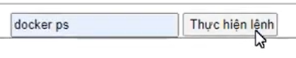 docker ps
Thực hiện lệnh